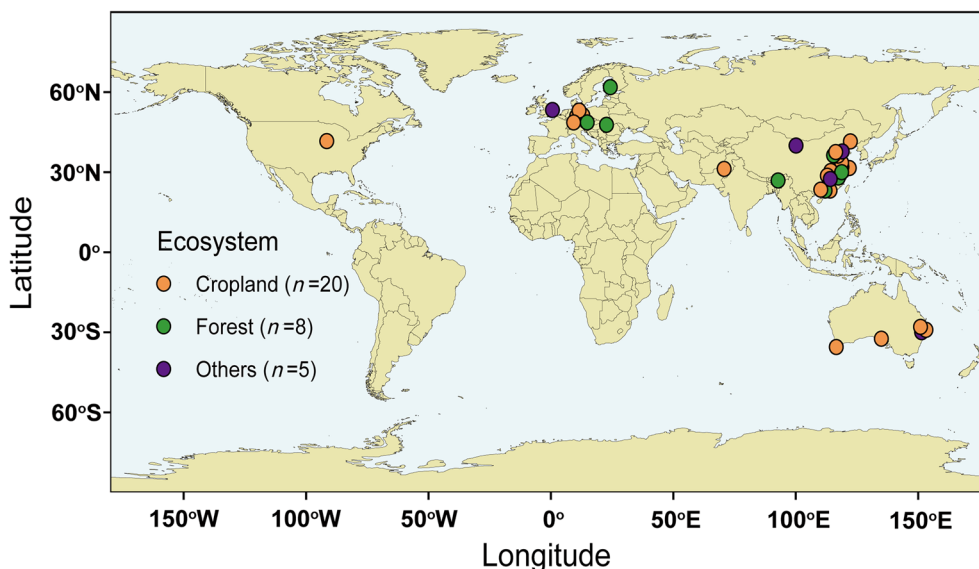 60°N
30°N
0°
30°S
60°S
Latitude
Ecosystem
Cropland (n=20)
Forest (n=8)
Others (n=5)
150°W
100°W
50°W
0°
50°E
100°E
150°E
Longitude